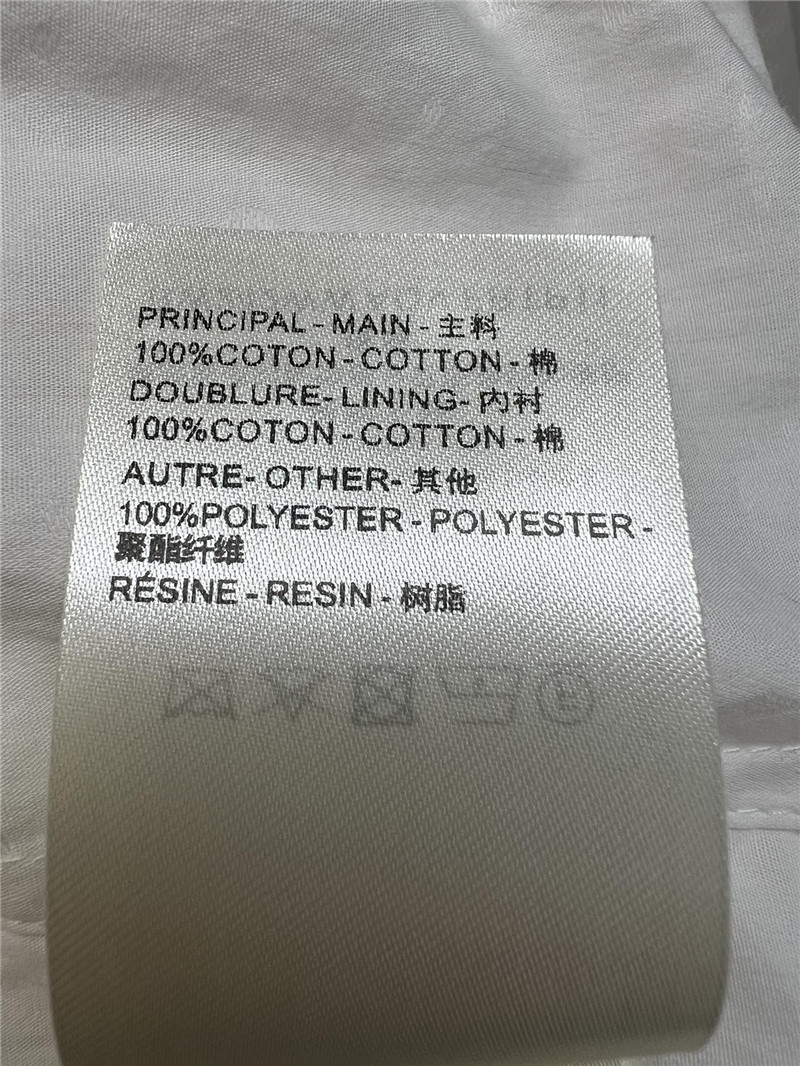 PRINCIPAL - MAIN - 主料
100%COTON - COTTON - 棉
DOUBLURE- LINING- 内衬
100%COTON - COTTON - 棉
AUTRE- OTHER- 其他
100%POLYESTER - POLYESTER -
聚酯纤维
RÉSINE - RESIN - 树脂